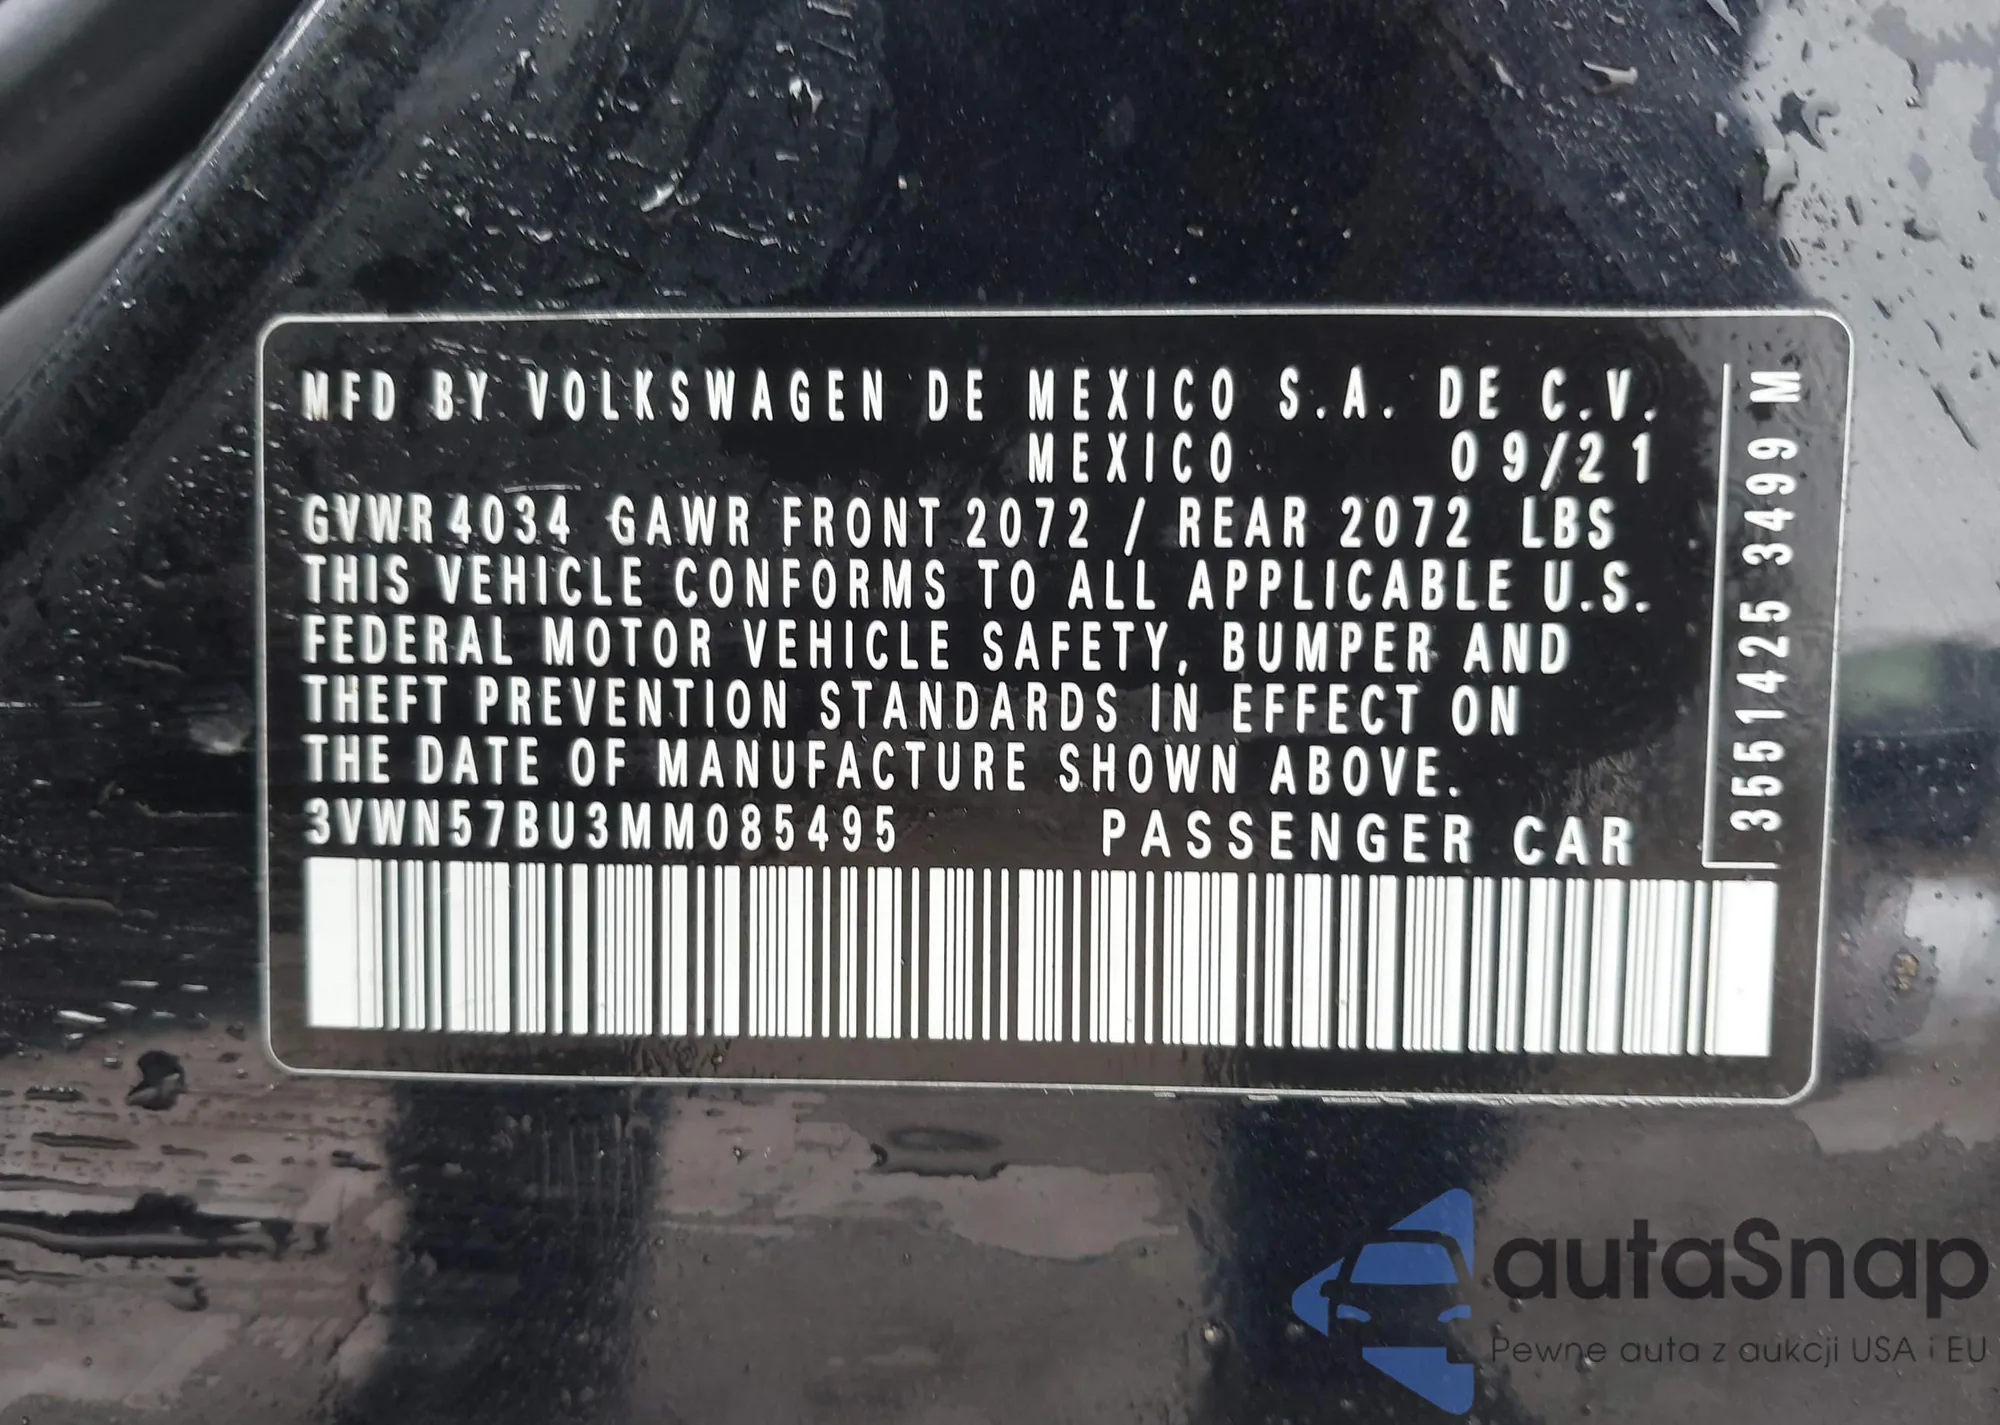 MFD BY VOLKSWAGEN DE MEXICO S.A. DE C.V.
MEXICO 09/21
GVWR 4034 GAWR FRONT 2072 / REAR 2072 LBS
THIS VEHICLE CONFORMS TO ALL APPLICABLE U.S.
FEDERAL MOTOR VEHICLE SAFETY, BUMPER AND
THEFT PREVENTION STANDARDS IN EFFECT ON
THE DATE OF MANUFACTURE SHOWN ABOVE.
3VWN57BU3MM085495 PASSENGER CAR
3551425 3499 M
autaSnap
Pewne auta z aukcji USA i EU